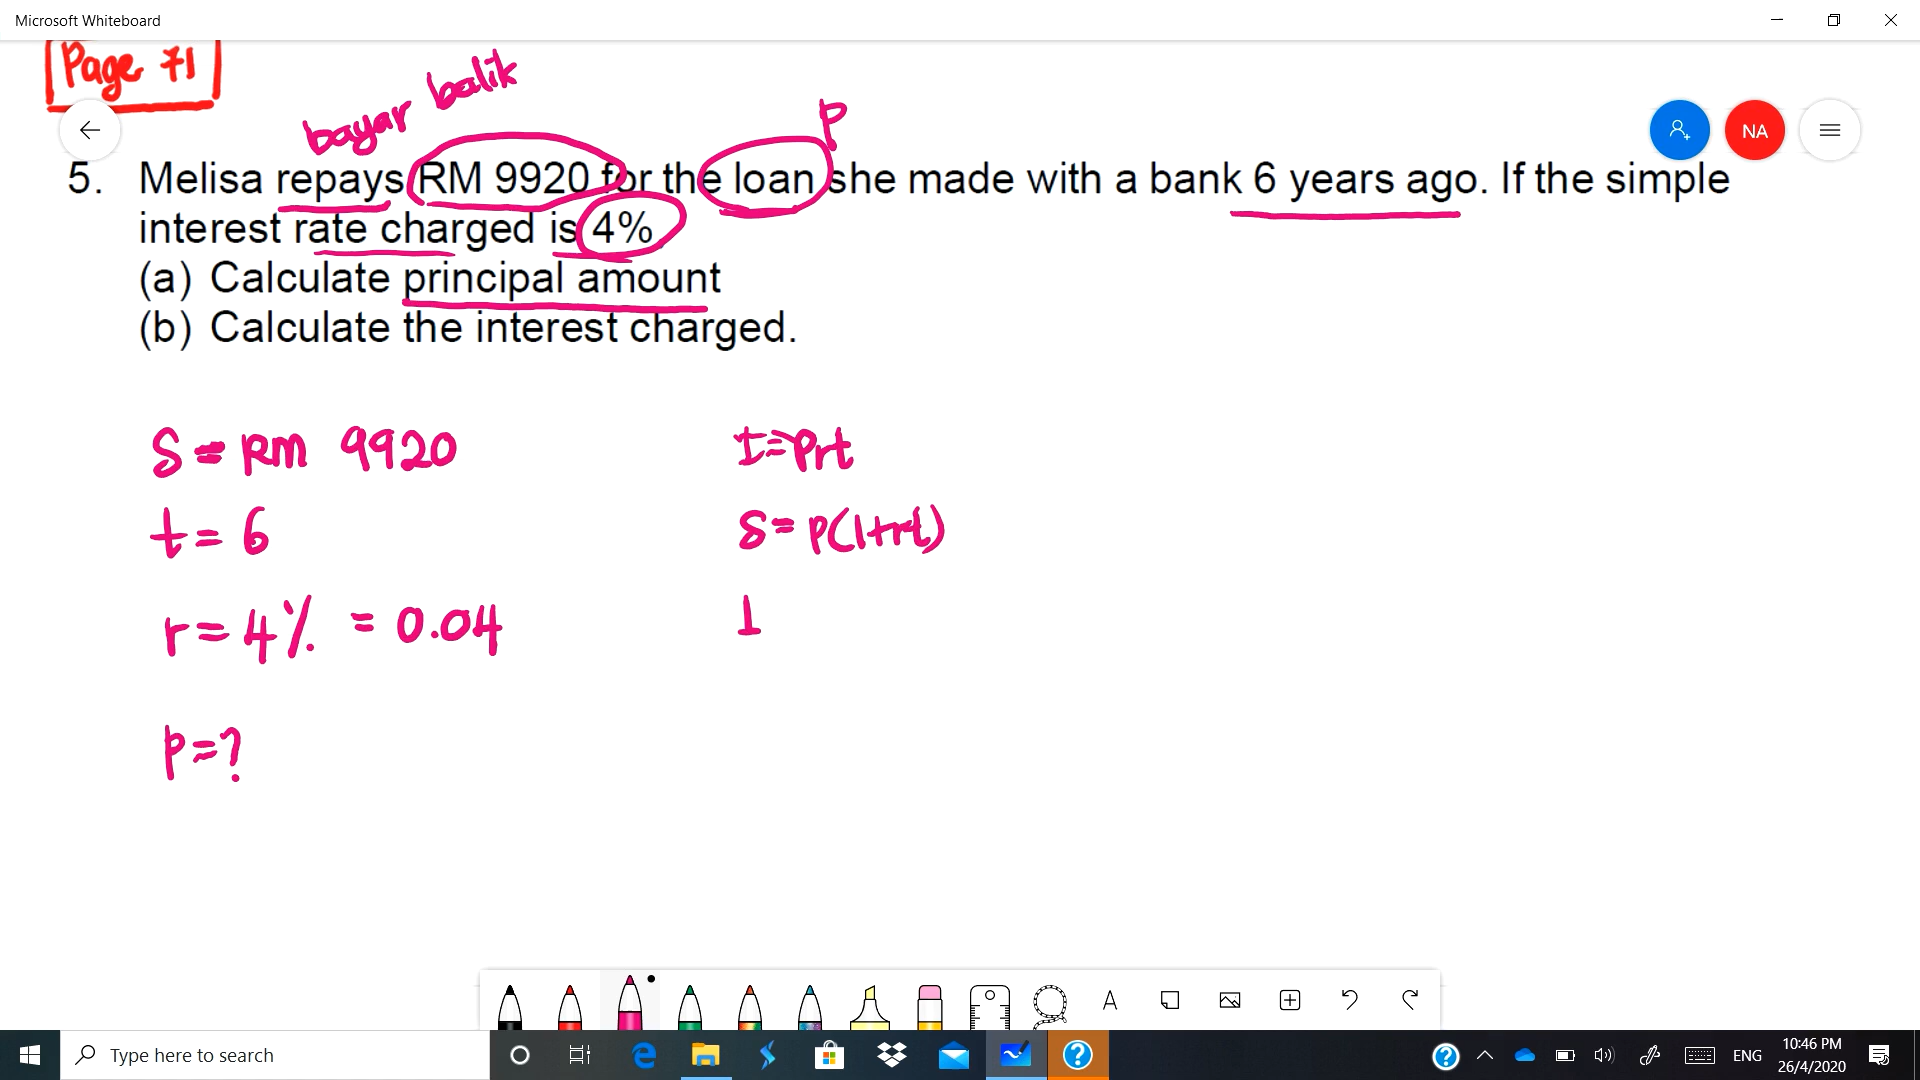 Microsoft Whiteboard
Page 71
bayar balik
P
NA
5. Melisa repays RM 9920 for the loan she made with a bank 6 years ago. If the simple
interest rate charged is 4%
(a) Calculate principal amount
(b) Calculate the interest charged.
S = RM 9920
t = 6
r = 4% = 0.04
P = ?
I = Prt
S = P(1+rt)
I
A
Type here to search
ENG
10:46 PM
26/4/2020